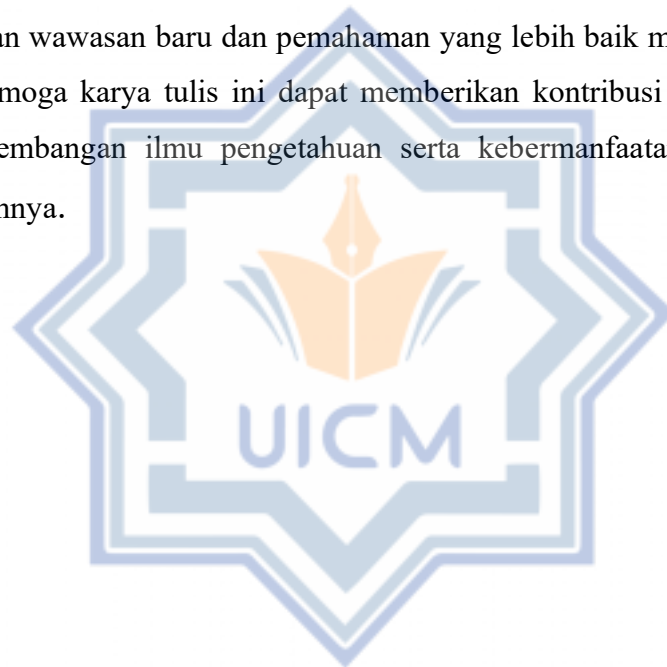 an wawasan baru dan pemahaman yang lebih baik m
moga karya tulis ini dapat memberikan kontribusi
embangan ilmu pengetahuan serta kebermanfaata
nnya.
UICM